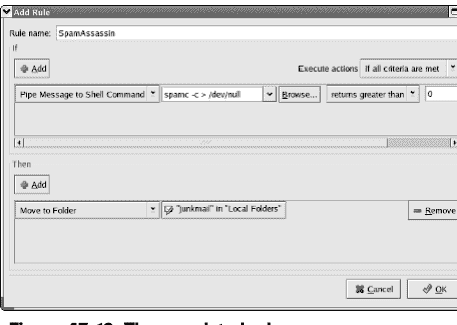 Add Rule
Rule name: SpamAssassin
If
Add
Execute actions If all criteria are met
Pipe Message to Shell Command spamc -c > /dev/null Browse... returns greater than 0
Then
Add
Move to Folder "junkmail" in "Local Folders" Remove
Cancel OK